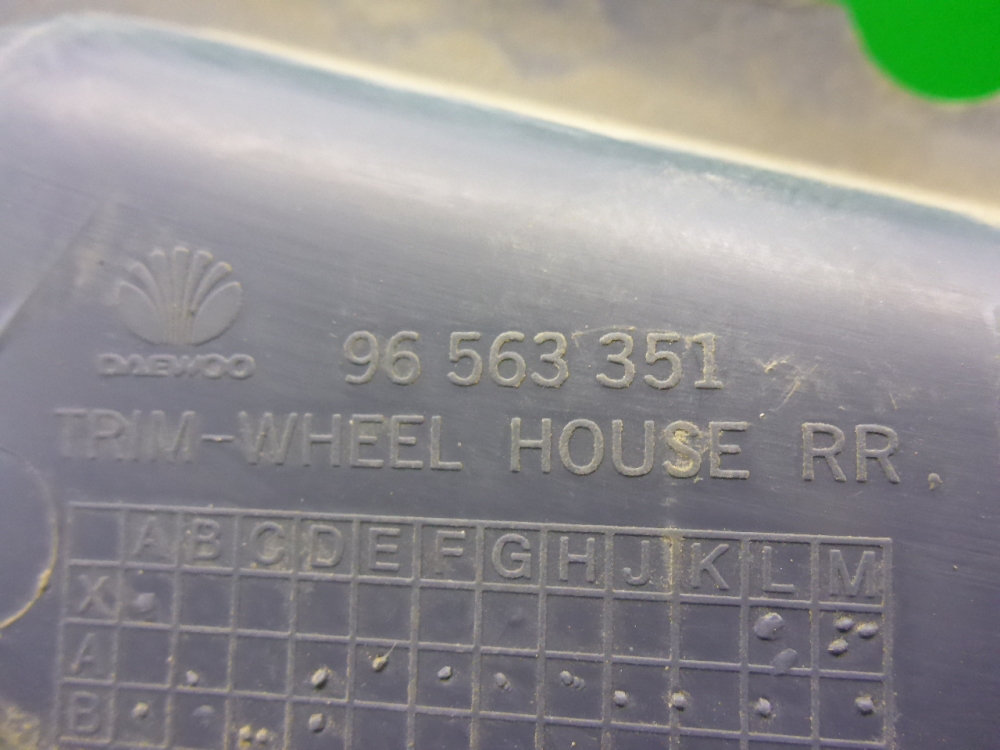 DAEWOO
96 563 351
TRIM-WHEEL HOUSE RR.
A B C D E F G H J K L M
X
A
B